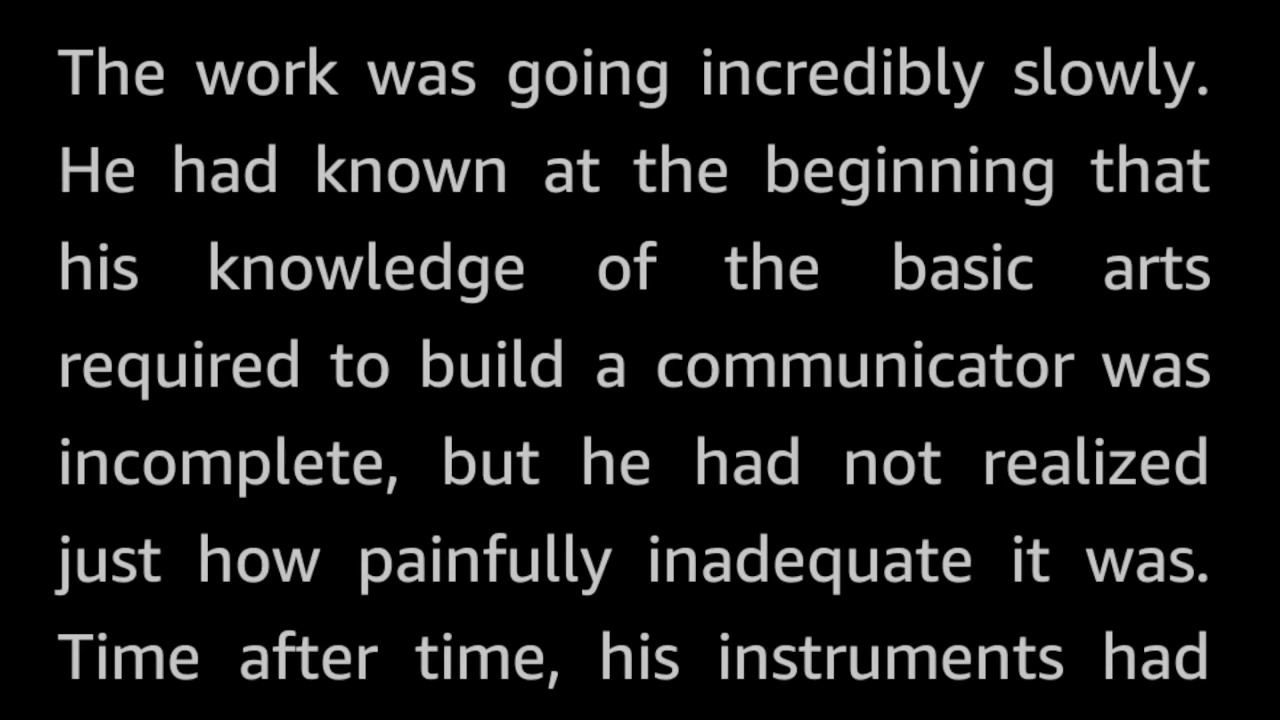 The work was going incredibly slowly.
He had known at the beginning that
his knowledge of the basic arts
required to build a communicator was
incomplete, but he had not realized
just how painfully inadequate it was.
Time after time, his instruments had